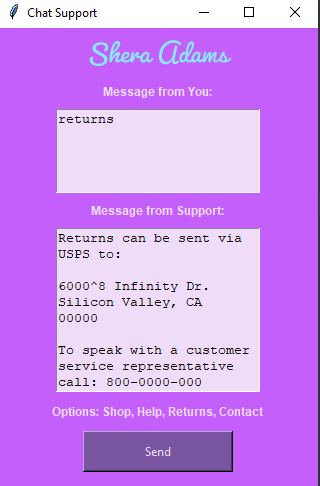 Chat Support
Shera Adams
Message from You:
returns
Message from Support:
Returns can be sent via
USPS to:
6000^8 Infinity Dr.
Silicon Valley, CA
00000
To speak with a customer
service representative
call: 800-0000-000
Options: Shop, Help, Returns, Contact
Send